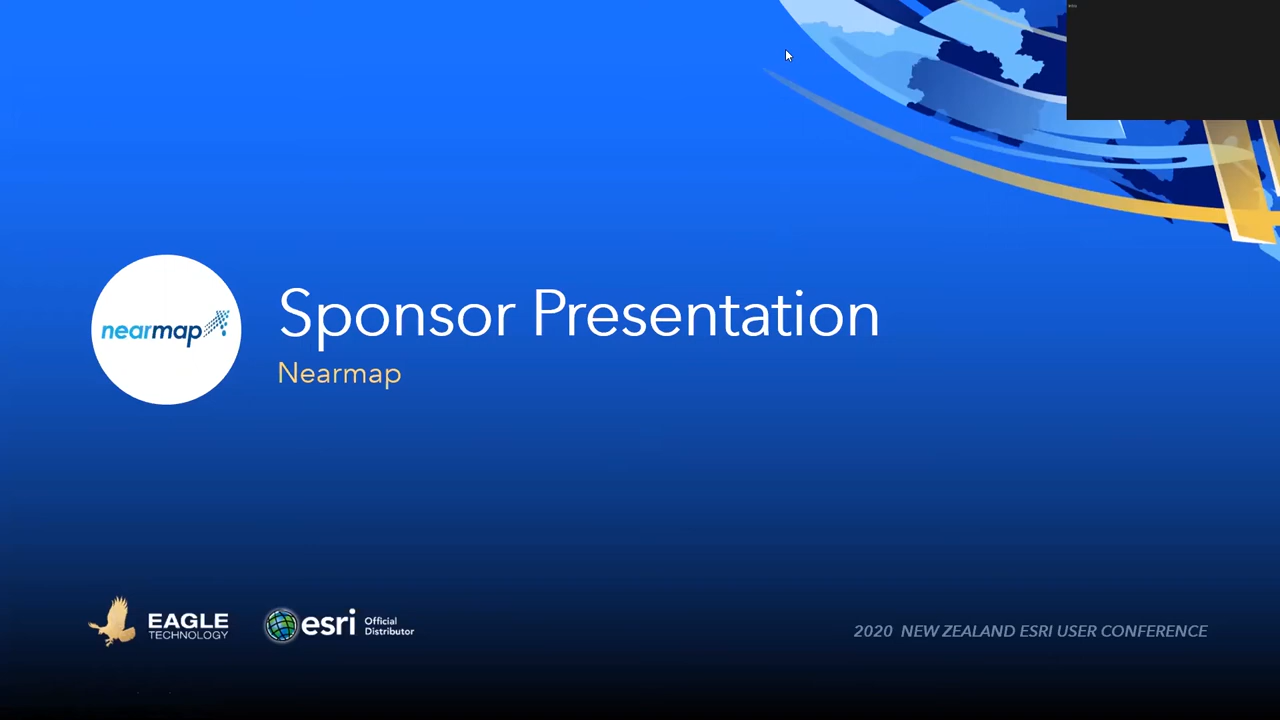 nearmap
Sponsor Presentation
Nearmap
EAGLE
TECHNOLOGY
esri
Official
Distributor
2020 NEW ZEALAND ESRI USER CONFERENCE